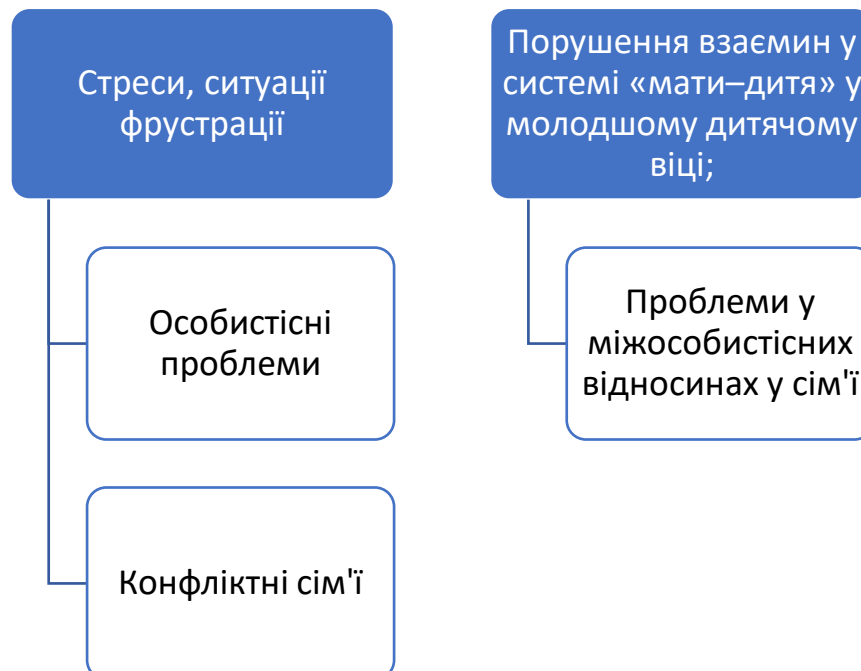 Стреси, ситуації
фрустрації
Особистісні
проблеми
Конфліктні сім'ї
Порушення взаємин у
системі «мати–дитя» у
молодшому дитячому
віці;
Проблеми у
міжособистісних
відносинах у сім'ї